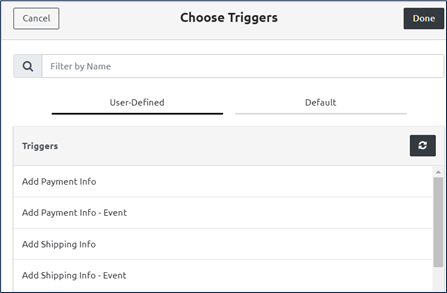 Cancel
Choose Triggers
Done
Filter by Name
User-Defined
Default
Triggers
Add Payment Info
Add Payment Info - Event
Add Shipping Info
Add Shipping Info - Event